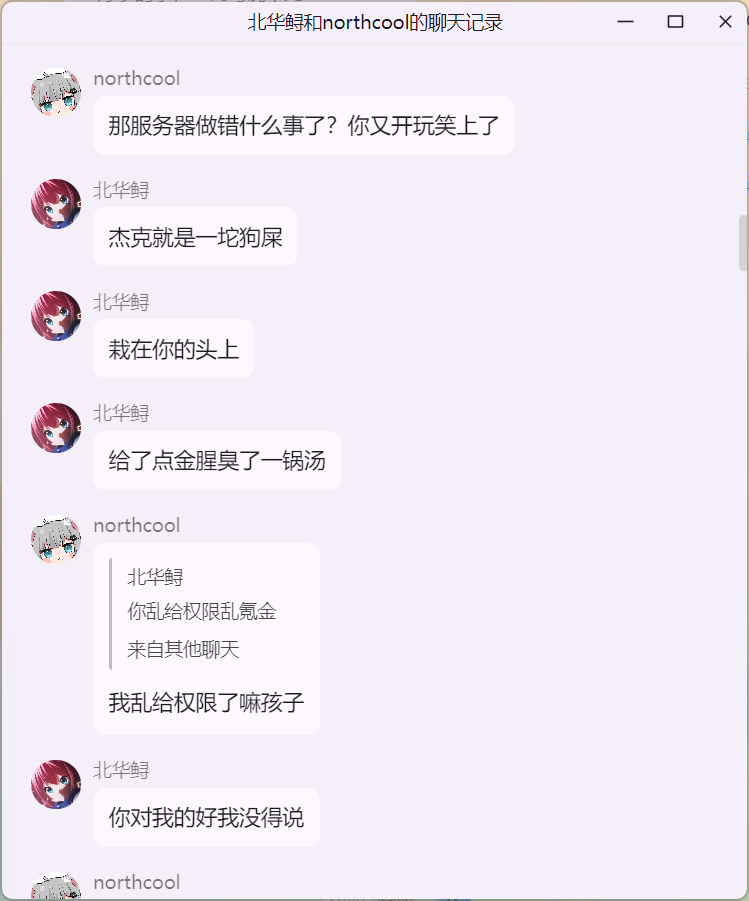 北华鲟和northcool的聊天记录
northcool
那服务器做错什么事了？你又开玩笑上了
北华鲟
杰克就是一坨狗屎
北华鲟
栽在你的头上
北华鲟
给了点金腥臭了一锅汤
northcool
北华鲟
你乱给权限乱氪金
来自其他聊天
我乱给权限了嘛孩子
北华鲟
你对我的好我没得说
northcool